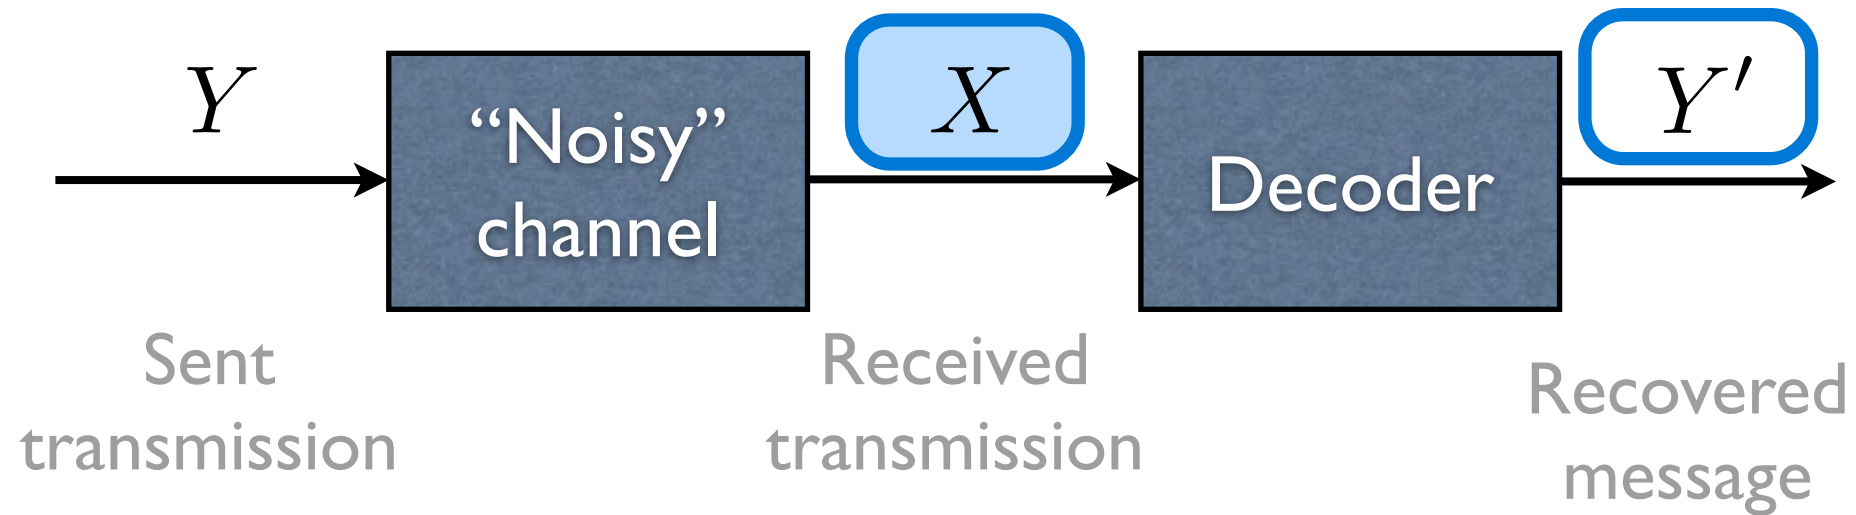 Y
“Noisy”
channel
X
Decoder
Y′
Sent
transmission
Received
transmission
Recovered
message